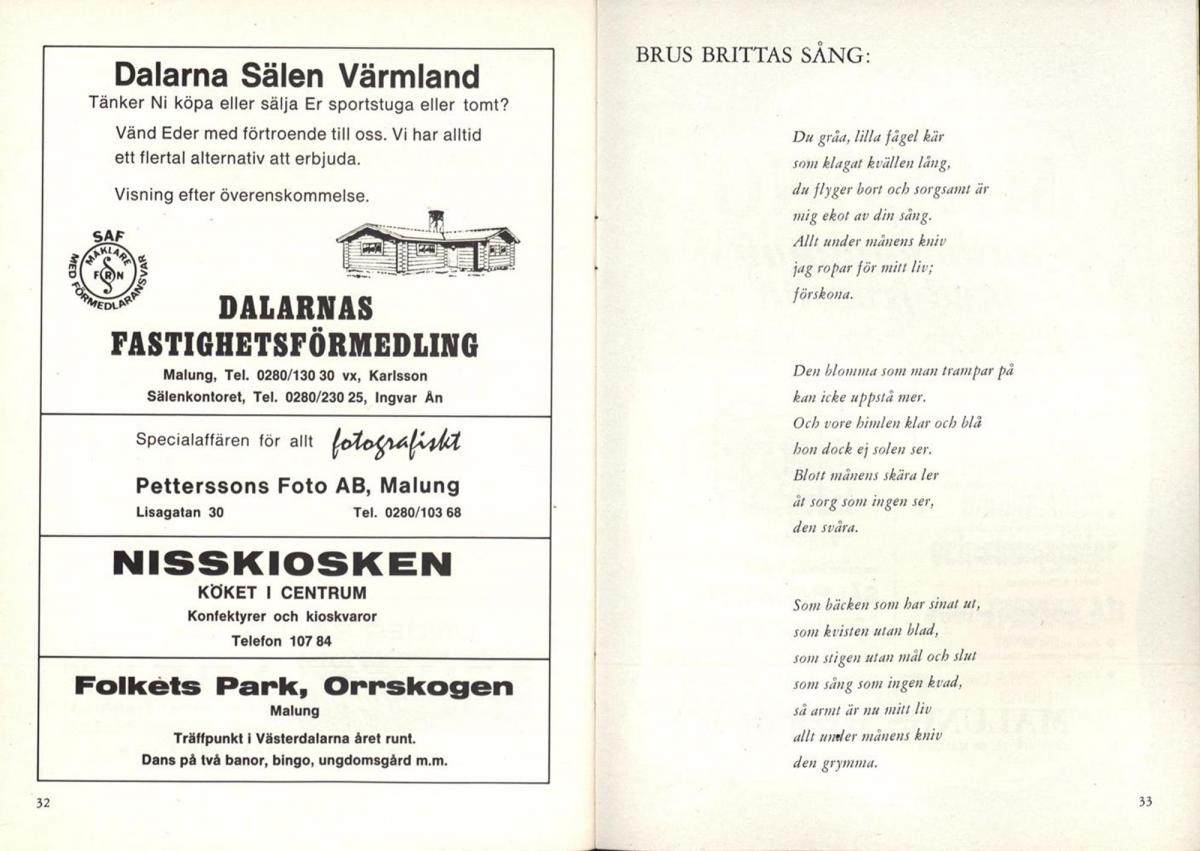 Dalarna Sälen Värmland
Tänker Ni köpa eller sälja Er sportstuga eller tomt?
Vänd Eder med förtroende till oss. Vi har alltid
ett flertal alternativ att erbjuda.
Visning efter överenskommelse.
SAF
MÄKLARE
FRN
MED FÖRMEDLARANSVAR
DALARNAS
FASTIGHETSFÖRMEDLING
Malung, Tel. 0280/130 30 vx, Karlsson
Sälenkontoret, Tel. 0280/230 25, Ingvar Ån
Specialaffären för allt fotografiskt
Petterssons Foto AB, Malung
Lisagatan 30 Tel. 0280/103 68
NISSKIOSKEN
KÖKET I CENTRUM
Konfektyrer och kioskvaror
Telefon 107 84
Folkets Park, Orrskogen
Malung
Träffpunkt i Västerdalarna året runt.
Dans på två banor, bingo, ungdomsgård m.m.
32
BRUS BRITTAS SÅNG:
Du gråa, lilla fågel kär
som klagat kvällen lång,
du flyger bort och sorgsamt är
mig ekot av din sång.
Allt under månens kniv
jag ropar för mitt liv;
förskona.
Den blomma som man trampar på
kan icke uppstå mer.
Och vore himlen klar och blå
hon dock ej solen ser.
Blott månens skära ler
åt sorg som ingen ser,
den svåra.
Som bäcken som har sinat ut,
som kvisten utan blad,
som stigen utan mål och slut
som sång som ingen kvad,
så armt är nu mitt liv
allt under månens kniv
den grymma.
33